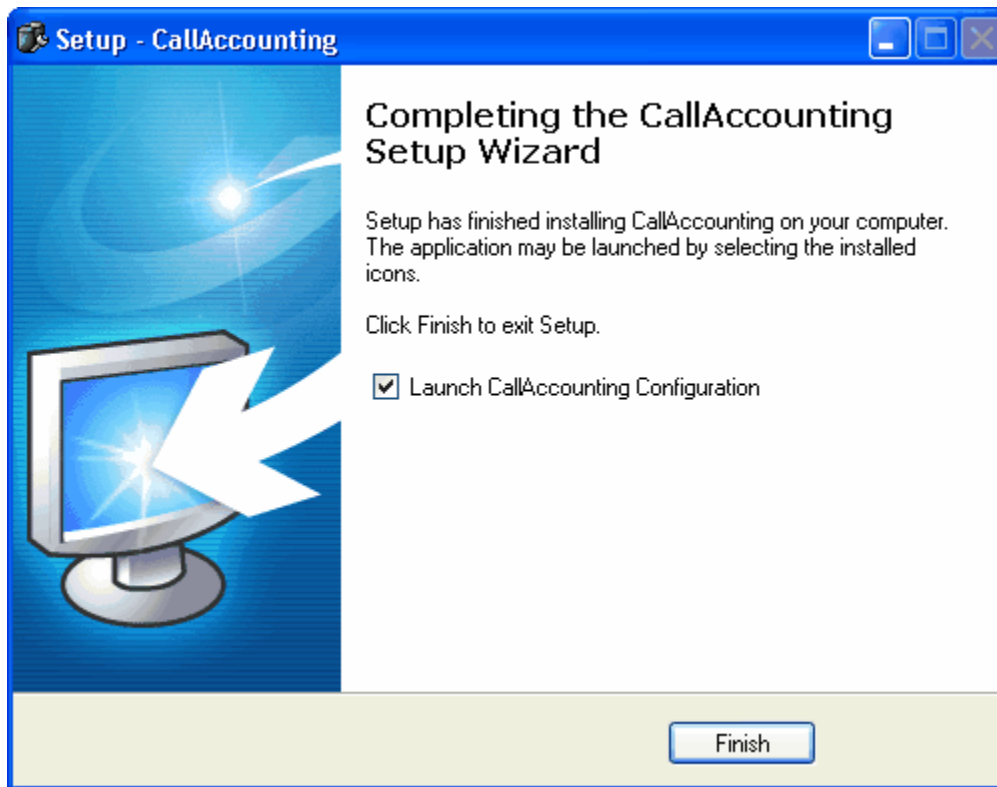 Setup - CallAccounting
Completing the CallAccounting
Setup Wizard
Setup has finished installing CallAccounting on your computer.
The application may be launched by selecting the installed
icons.
Click Finish to exit Setup.
Launch CallAccounting Configuration
Finish